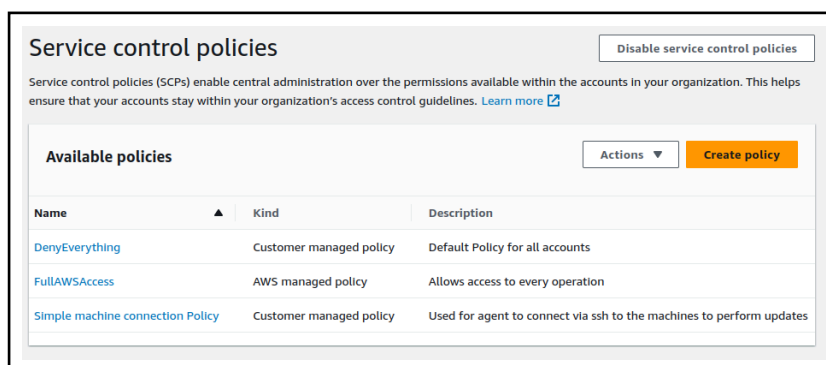 Service control policies
Disable service control policies
Service control policies (SCPs) enable central administration over the permissions available within the accounts in your organization. This helps
ensure that your accounts stay within your organization's access control guidelines. Learn more
Available policies
Actions
Create policy
Name Kind Description
DenyEverything Customer managed policy Default Policy for all accounts
FullAWSAccess AWS managed policy Allows access to every operation
Simple machine connection Policy Customer managed policy Used for agent to connect via ssh to the machines to perform updates